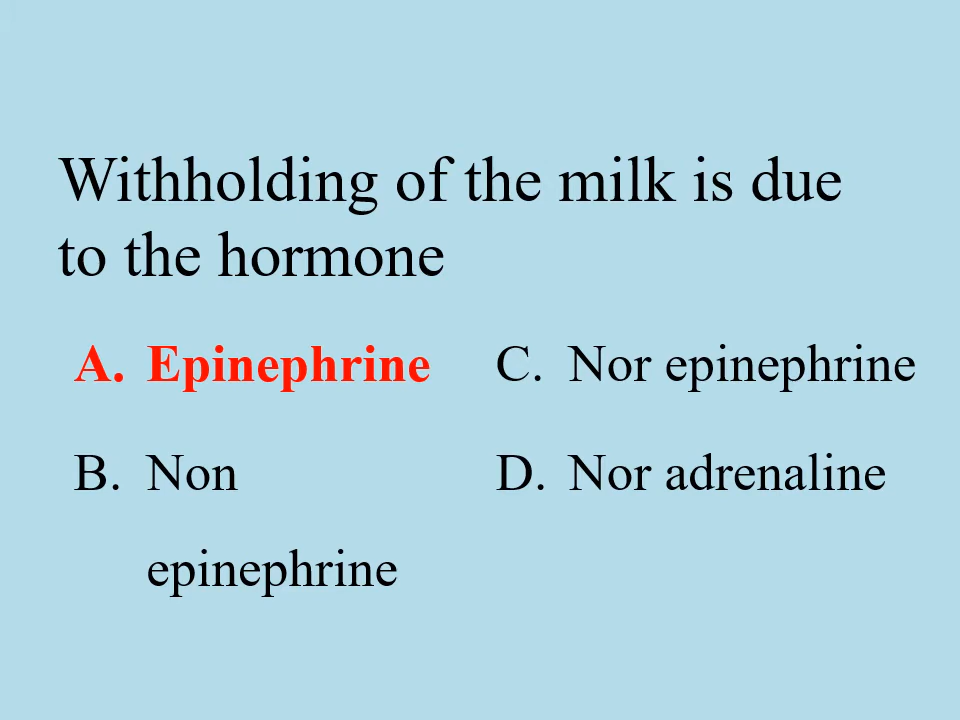 Withholding of the milk is due
to the hormone
A. Epinephrine
B. Non
epinephrine
C. Nor epinephrine
D. Nor adrenaline